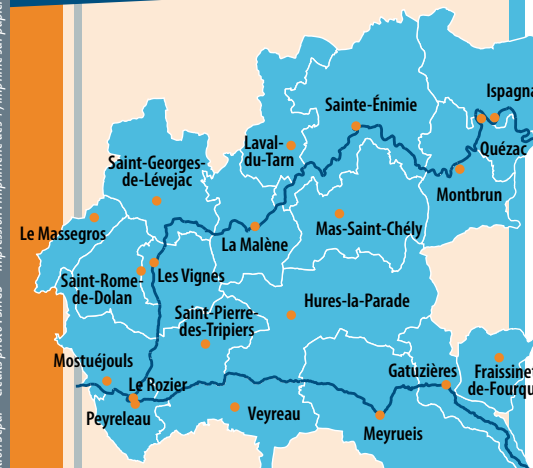 Ispagna
Sainte-Énimie
Laval-
du-Tarn
Quézac
Saint-Georges-
de-Lévejac
Montbrun
Le Massegros
La Malène
Mas-Saint-Chély
Saint-Rome-
de-Dolan
Les Vignes
Hures-la-Parade
Saint-Pierre-
des-Tripiers
Mostuéjouls
Gatuzières
Fraissinet
de-Fourqu
Le Rozier
Peyreleau
Veyreau
Meyrueis